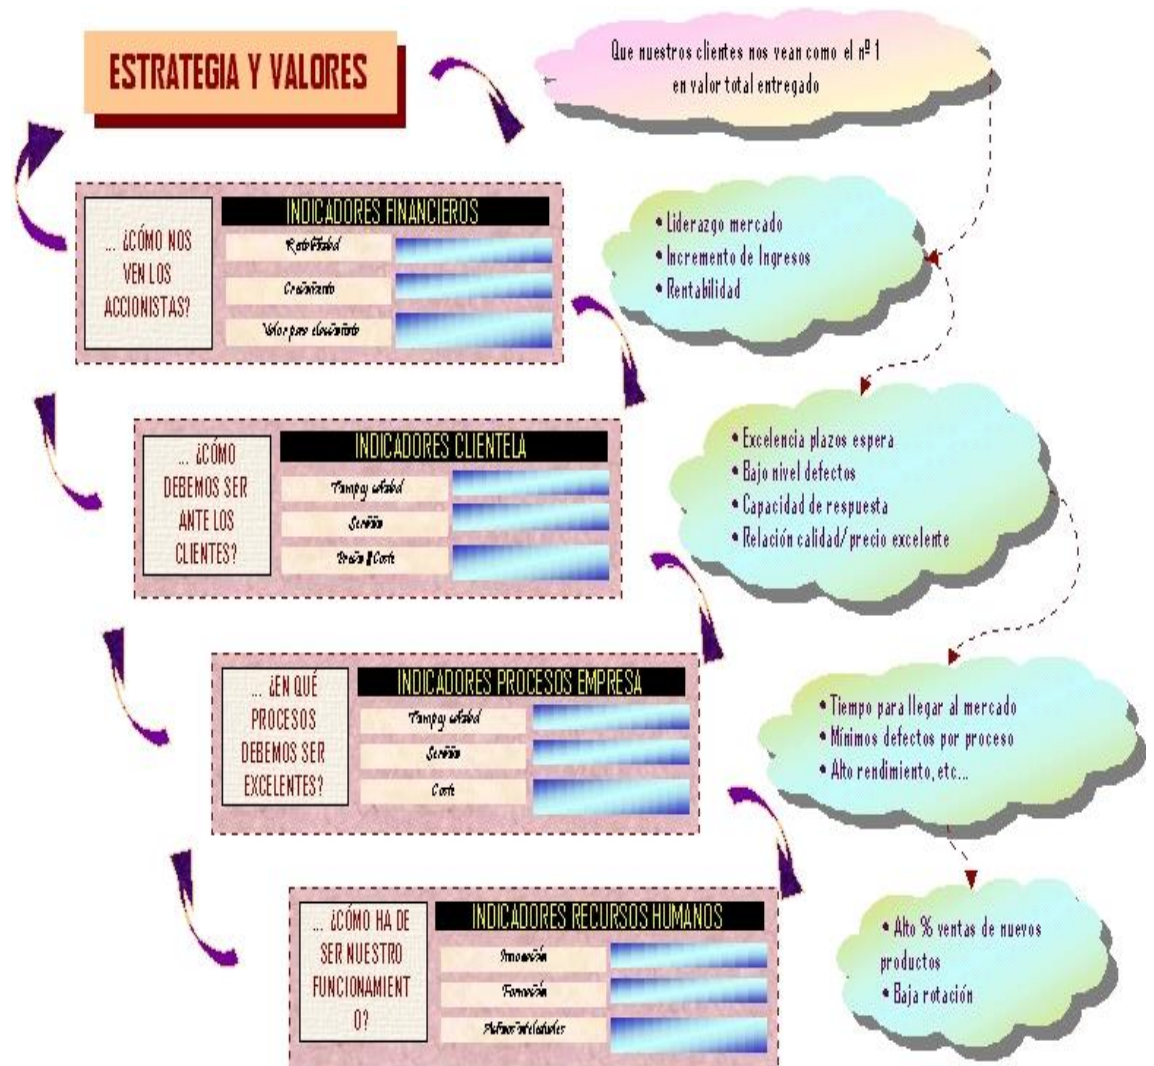 ESTRATEGIA Y VALORES
Que nuestros clientes nos vean como el nº 1
en valor total entregado
... ¿CÓMO NOS
VEN LOS
ACCIONISTAS?
INDICADORES FINANCIEROS
Rentabilidad
Crecimiento
Valor para
• Liderazgo mercado
• Incremento de Ingresos
• Rentabilidad
... ¿CÓMO
DEBEMOS SER
ANTE LOS
CLIENTES?
INDICADORES CLIENTELA
Tiempo y calidad
Servicio
Precio Coste
• Excelencia plazos espera
• Bajo nivel defectos
• Capacidad de respuesta
• Relación calidad/precio excelente
... ¿EN QUÉ
PROCESOS
DEBEMOS SER
EXCELENTES?
INDICADORES PROCESOS EMPRESA
Tiempo y calidad
Servicio
Coste
• Tiempo para llegar al mercado
• Mínimos defectos por proceso
• Alto rendimiento, etc...
... ¿CÓMO HA DE
SER NUESTRO
FUNCIONAMIENT
O?
INDICADORES RECURSOS HUMANOS
Innovación
Formación
• Alto % ventas de nuevos
productos
• Baja rotación